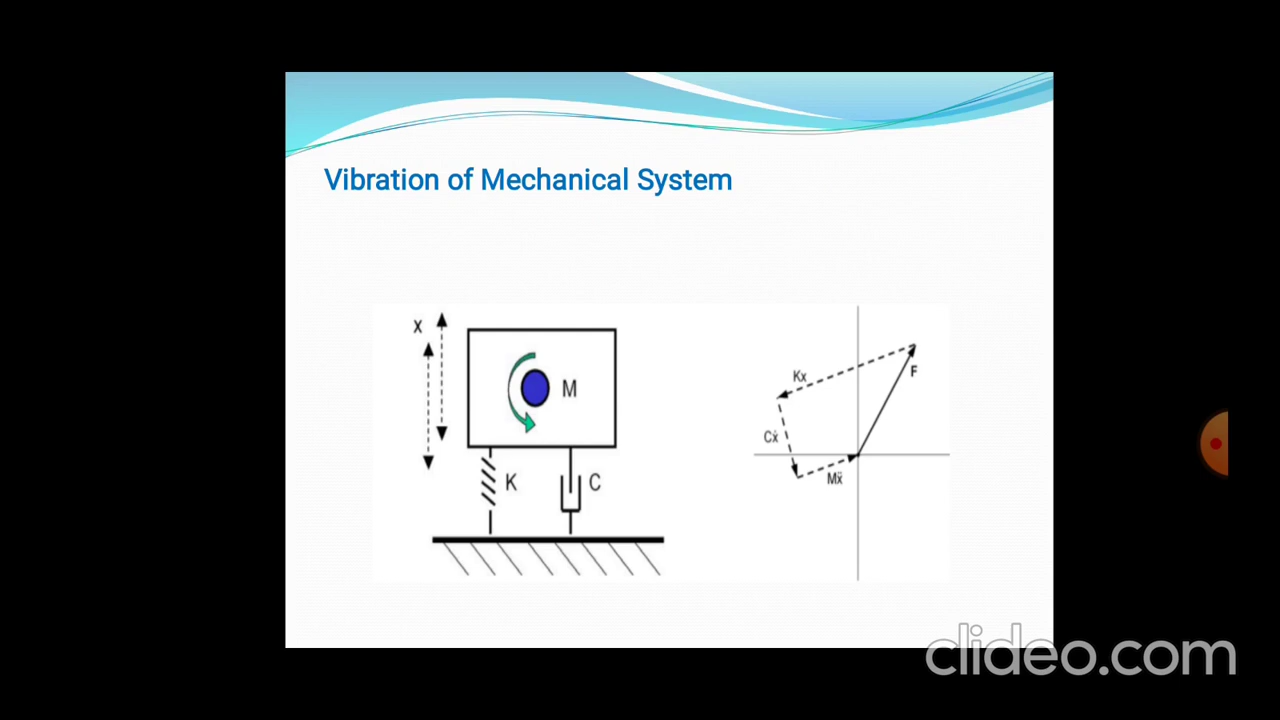 Vibration of Mechanical System
X
M
K
C
Kx
F
Cẋ
Mẍ
clideo.com